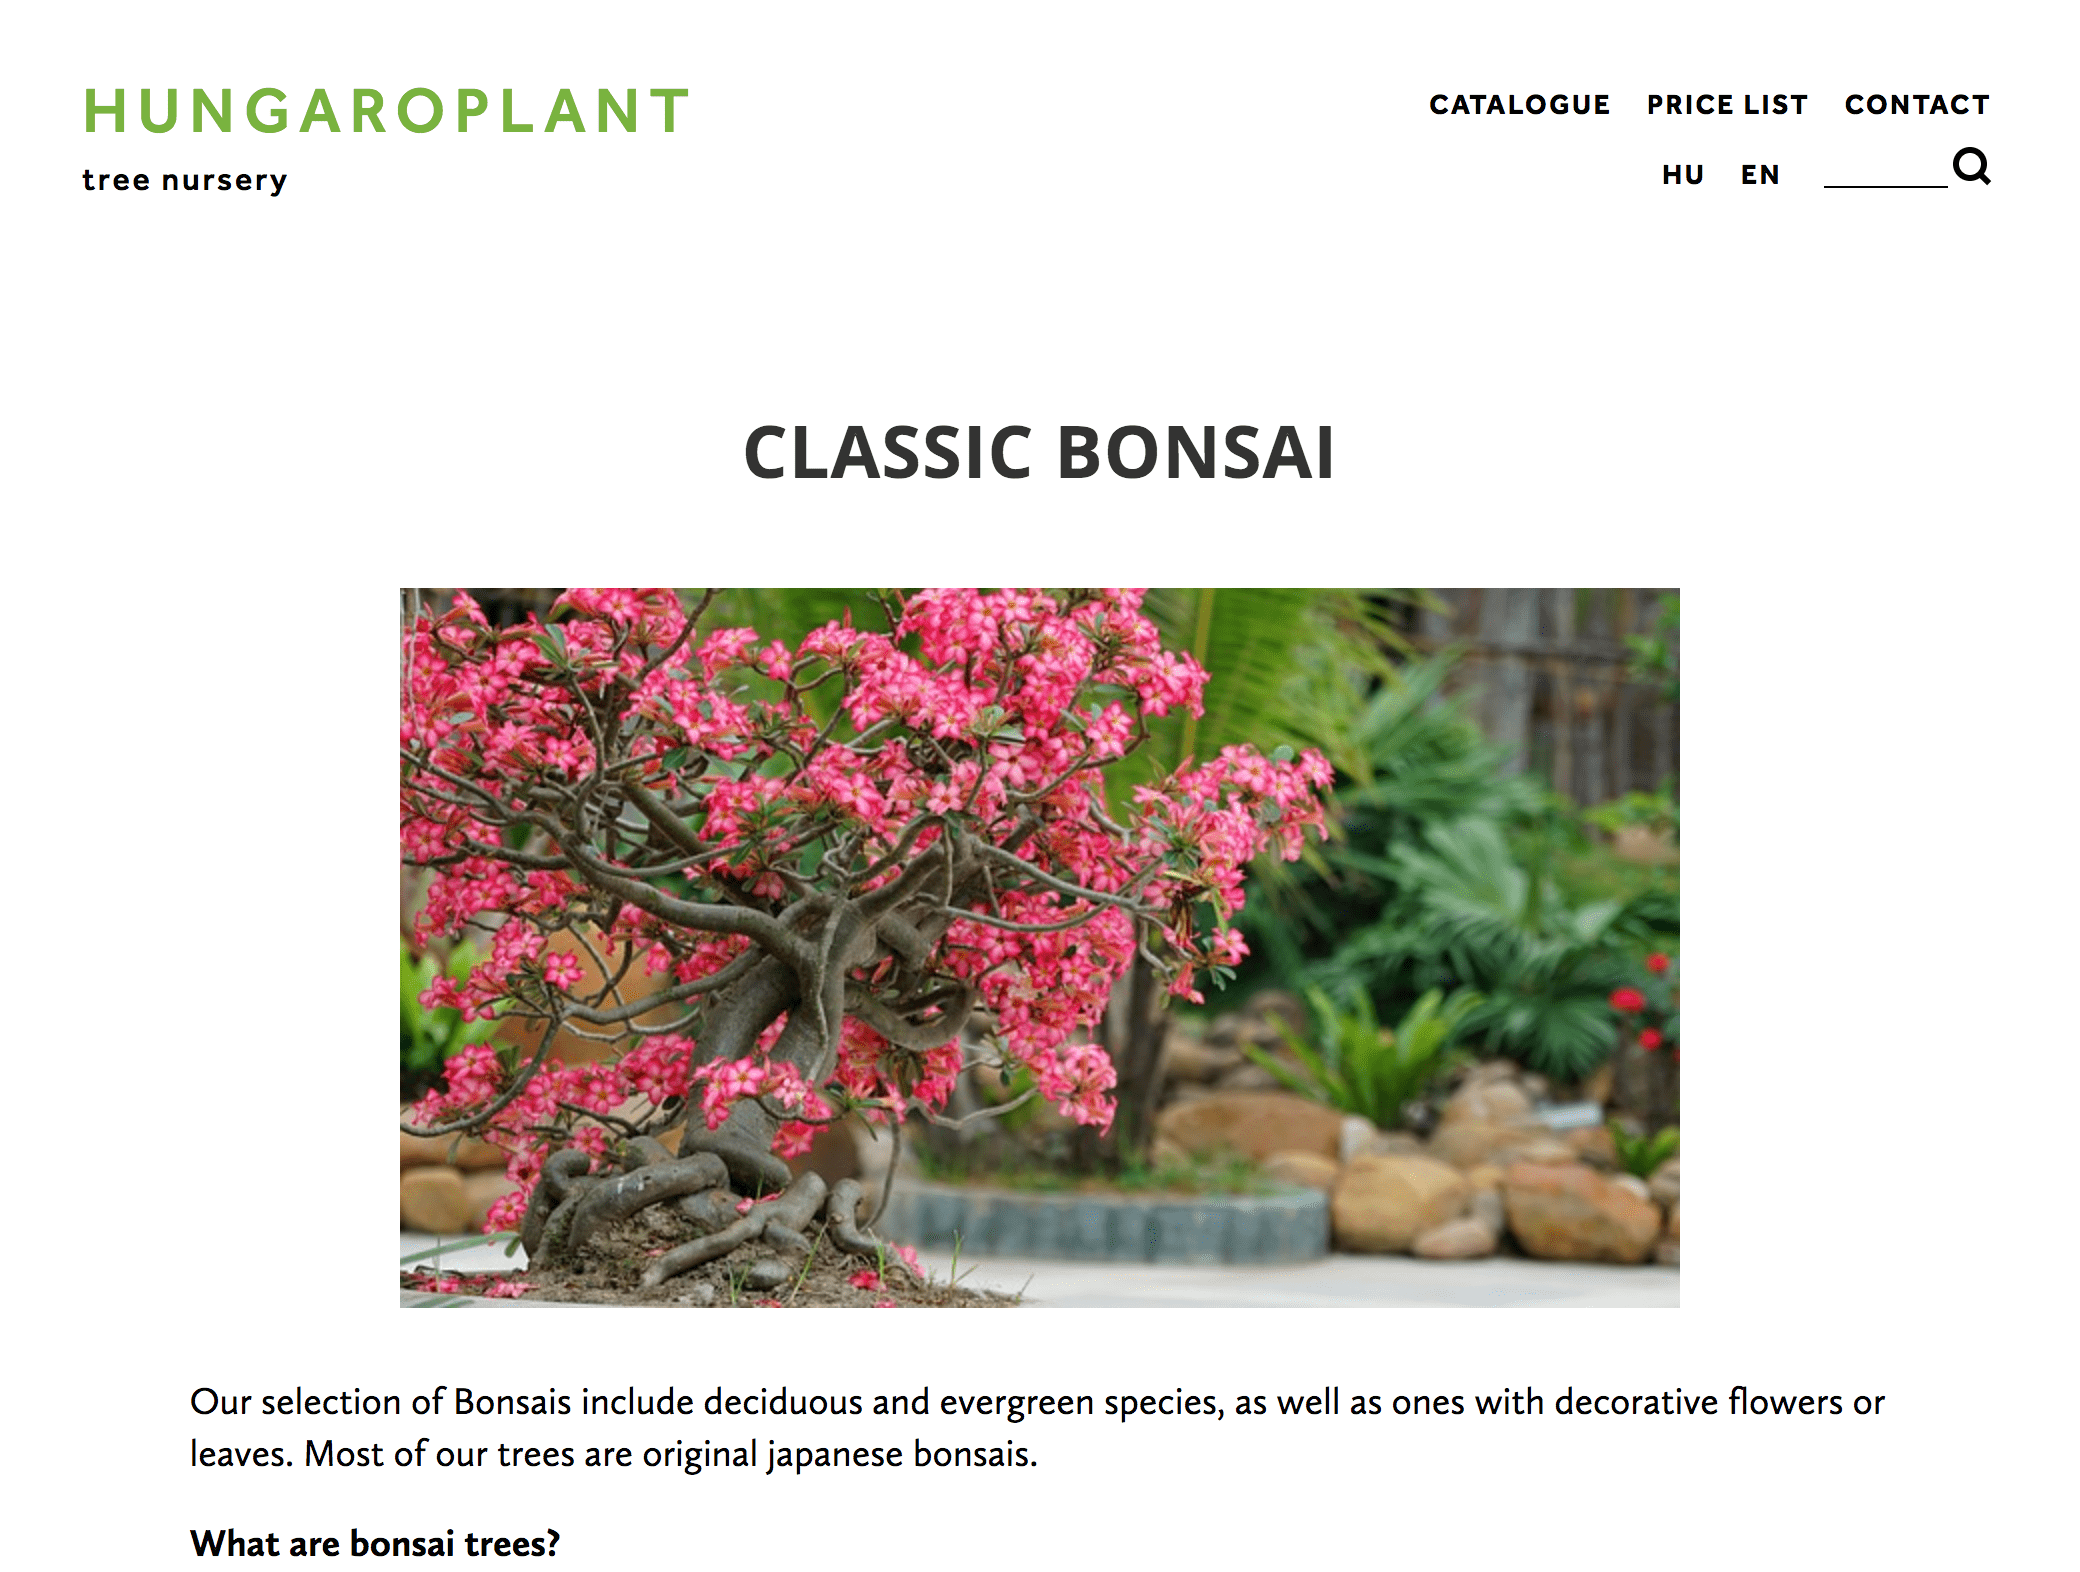 HUNGAROPLANT
tree nursery
CATALOGUE PRICE LIST CONTACT
HU EN
CLASSIC BONSAI
Our selection of Bonsais include deciduous and evergreen species, as well as ones with decorative flowers or
leaves. Most of our trees are original japanese bonsais.
What are bonsai trees?